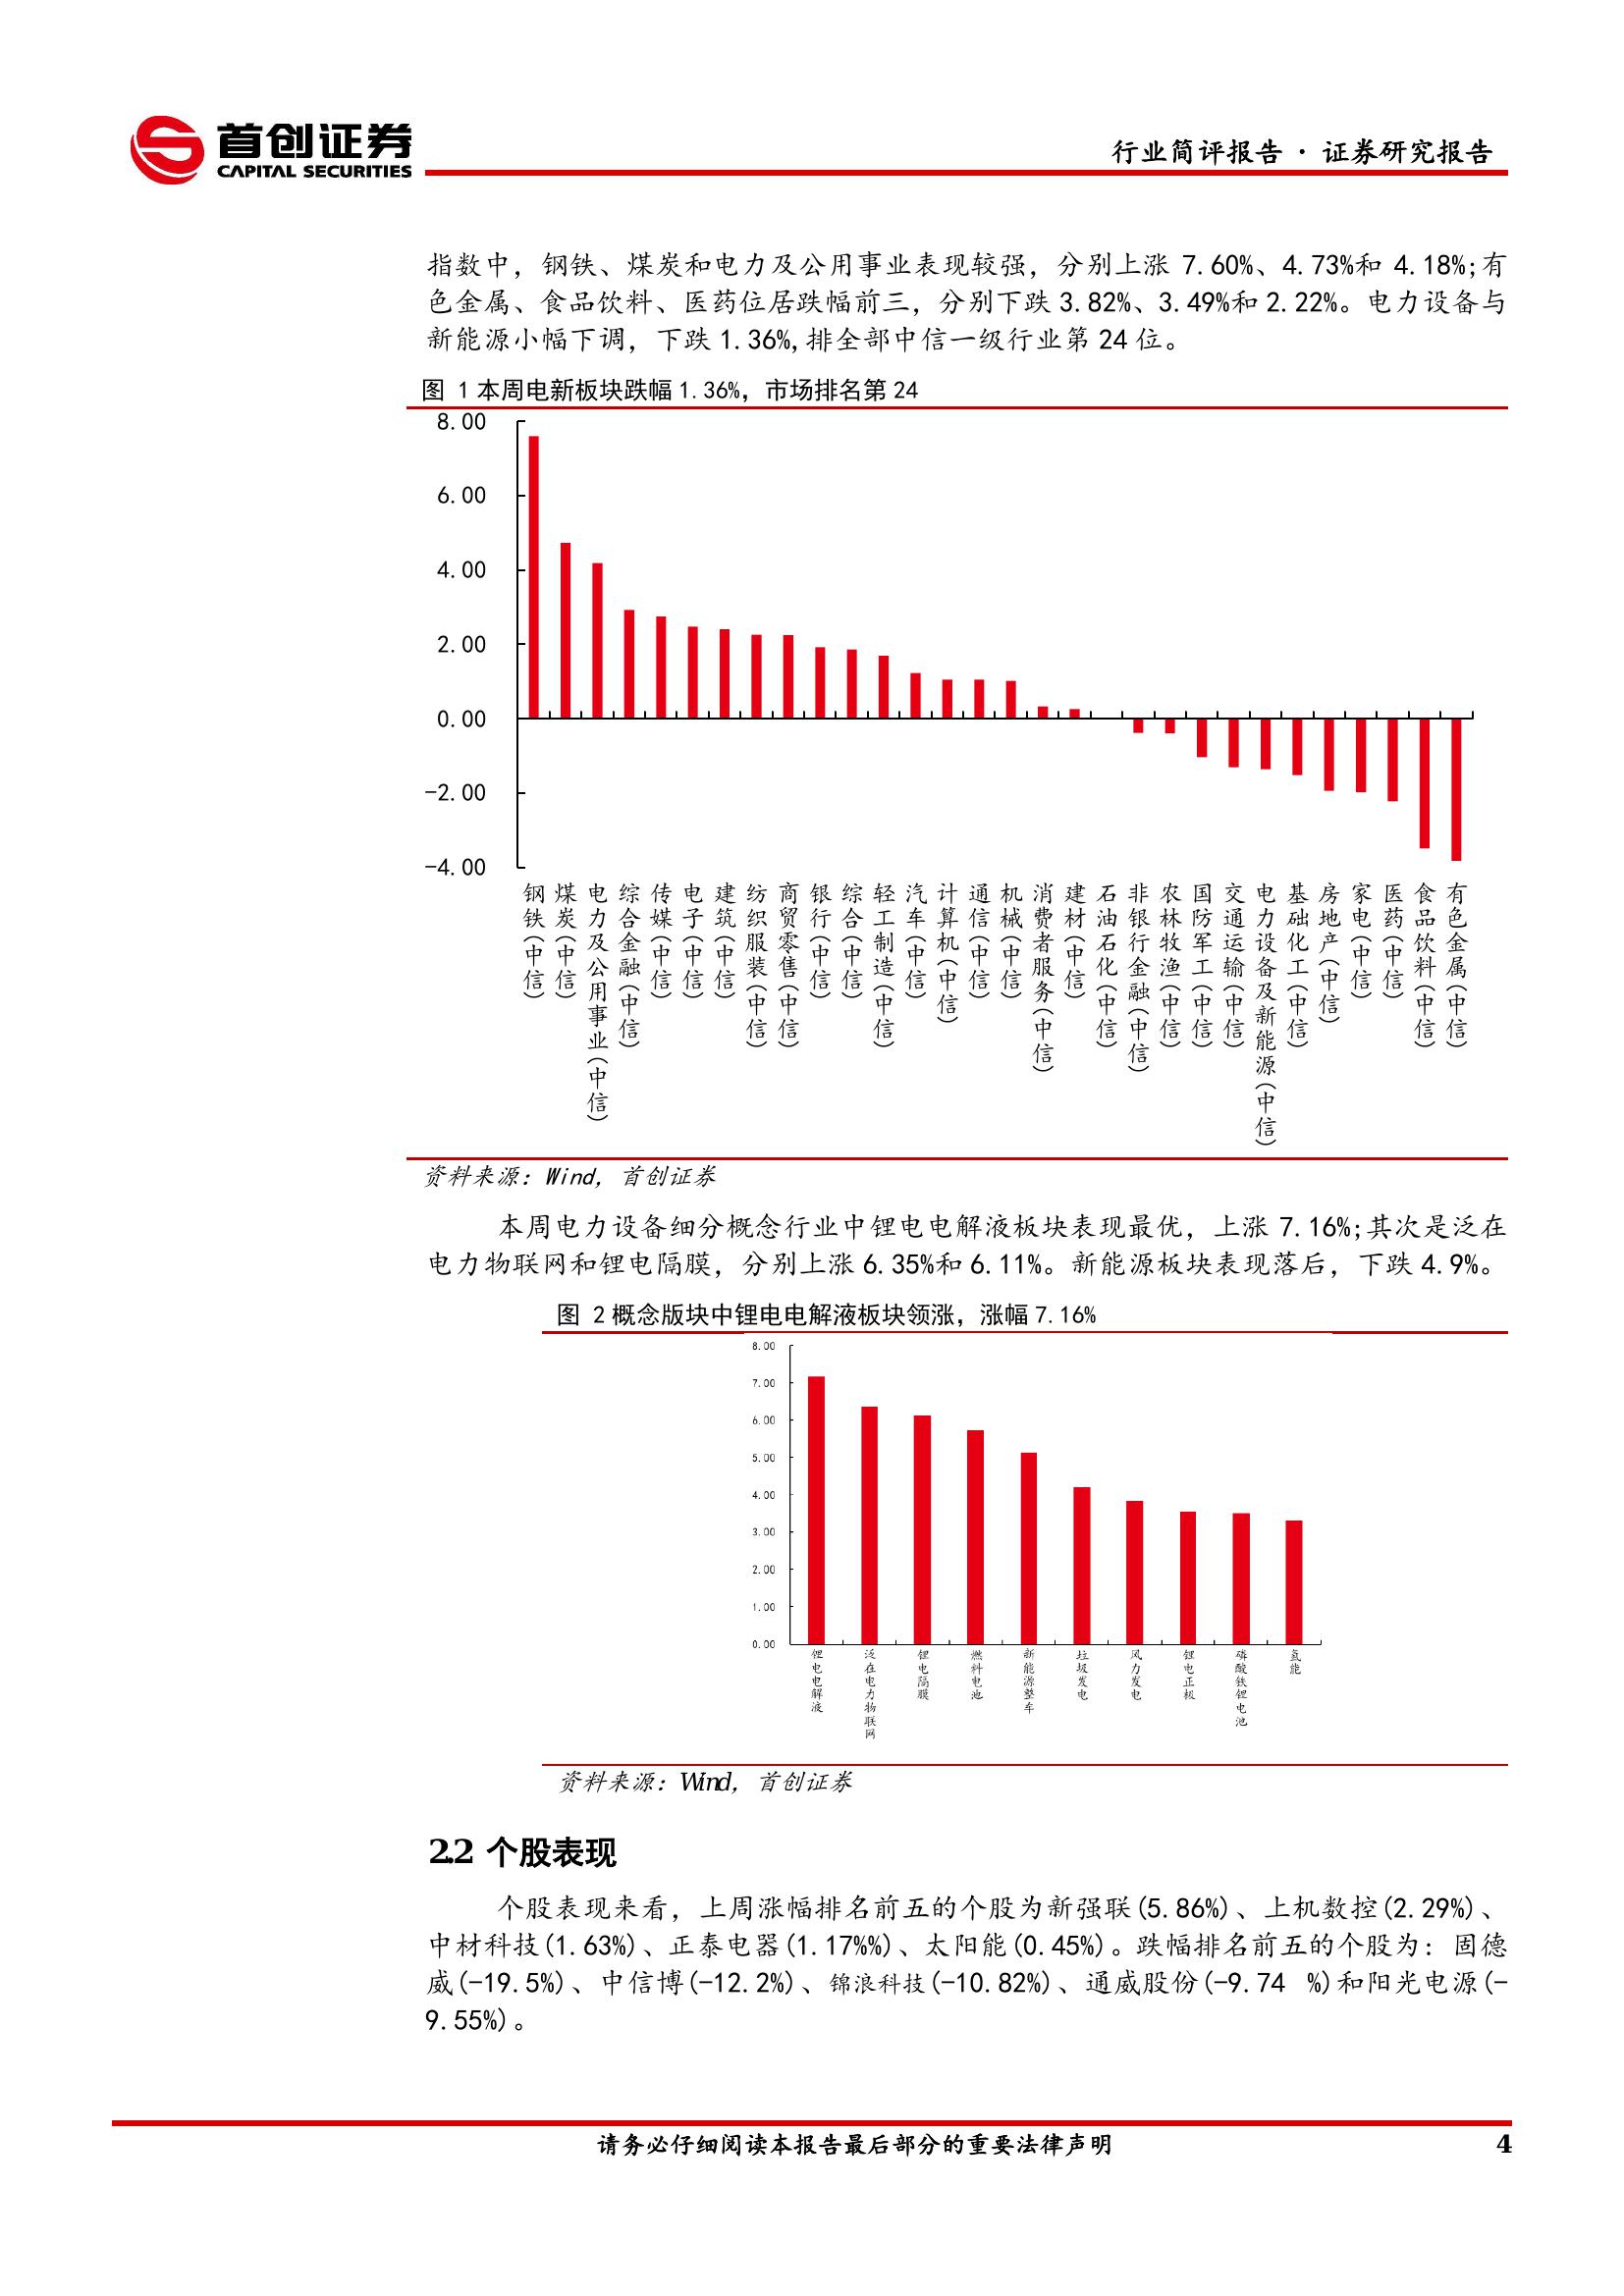 首创证券
CAPITAL SECURITIES
行业简评报告 · 证券研究报告
指数中，钢铁、煤炭和电力及公用事业表现较强，分别上涨 7.60%、4.73%和 4.18%;有
色金属、食品饮料、医药位居跌幅前三，分别下跌 3.82%、3.49%和 2.22%。电力设备与
新能源小幅下调，下跌 1.36%,排全部中信一级行业第 24 位。
图 1 本周电新板块跌幅 1.36%，市场排名第 24
8.00
6.00
4.00
2.00
0.00
-2.00
-4.00
钢铁(中信)
煤炭(中信)
电力及公用事业(中信)
综合金融(中信)
传媒(中信)
电子(中信)
建筑(中信)
纺织服装(中信)
商贸零售(中信)
银行(中信)
综合(中信)
轻工制造(中信)
汽车(中信)
计算机(中信)
通信(中信)
机械(中信)
消费者服务(中信)
建材(中信)
石油石化(中信)
非银行金融(中信)
农林牧渔(中信)
国防军工(中信)
交通运输(中信)
电力设备及新能源(中信)
基础化工(中信)
房地产(中信)
家电(中信)
医药(中信)
食品饮料(中信)
有色金属(中信)
资料来源：Wind，首创证券
本周电力设备细分概念行业中锂电电解液板块表现最优，上涨 7.16%;其次是泛在
电力物联网和锂电隔膜，分别上涨 6.35%和 6.11%。新能源板块表现落后，下跌 4.9%。
图 2 概念版块中锂电电解液板块领涨，涨幅 7.16%
8.00
7.00
6.00
5.00
4.00
3.00
2.00
1.00
0.00
锂电电解液
泛在电力物联网
锂电隔膜
燃料电池
新能源整车
垃圾发电
风力发电
锂电正极
磷酸铁锂电池
氢能
资料来源：Wind，首创证券
2.2 个股表现
个股表现来看，上周涨幅排名前五的个股为新强联(5.86%)、上机数控(2.29%)、
中材科技(1.63%)、正泰电器(1.17%%)、太阳能(0.45%)。跌幅排名前五的个股为：固德
威(-19.5%)、中信博(-12.2%)、锦浪科技(-10.82%)、通威股份(-9.74 %)和阳光电源(-
9.55%)。
请务必仔细阅读本报告最后部分的重要法律声明
4